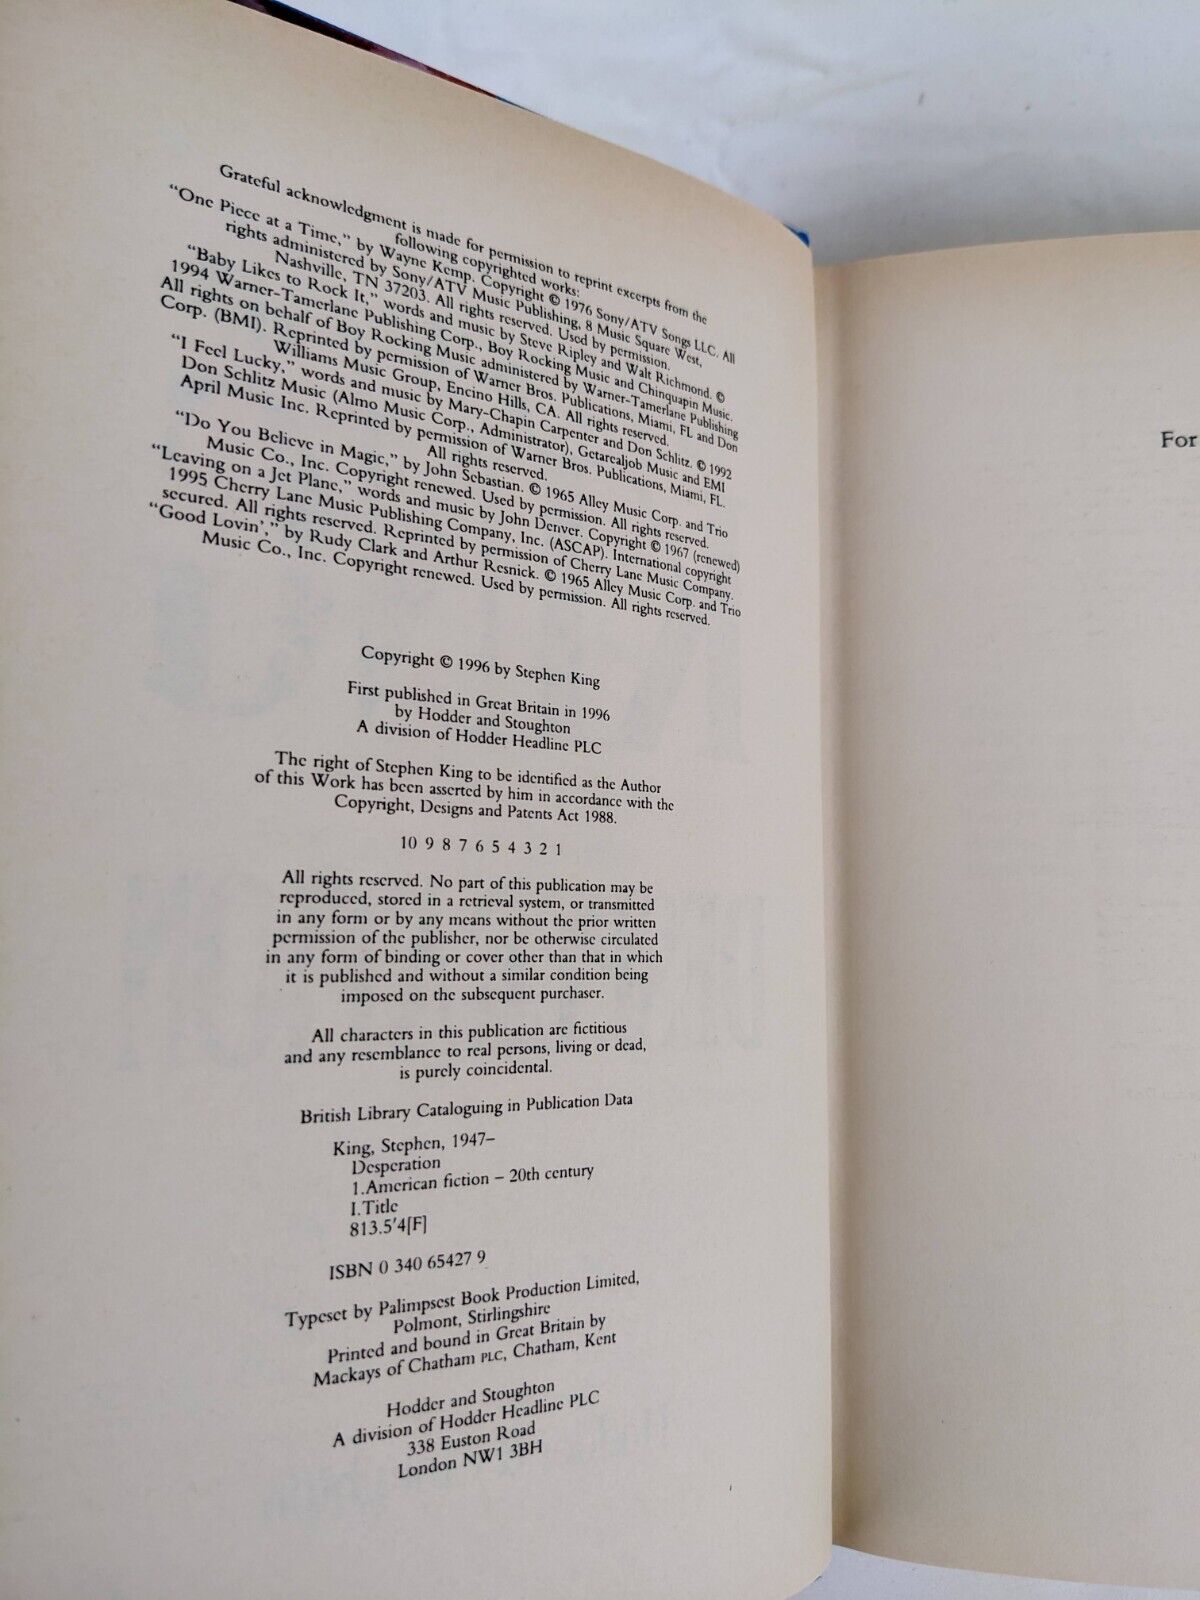 Grateful acknowledgment is made for permission to reprint excerpts from the
following copyrighted works:
"One Piece at a Time," by Wayne Kemp. Copyright © 1976 Sony/ATV Songs LLC. All
rights administered by Sony/ATV Music Publishing, 8 Music Square West,
Nashville, TN 37203. All rights reserved. Used by permission.
"Baby Likes to Rock It," words and music by Steve Ripley and Walt Richmond. ©
1994 Warner-Tamerlane Publishing Corp., Boy Rocking Music and Chinquapin Music.
All rights on behalf of Boy Rocking Music administered by Warner-Tamerlane Publishing
Corp. (BMI). Reprinted by permission of Warner Bros. Publications, Miami, FL and Don
Williams Music Group, Encino Hills, CA. All rights reserved.
"I Feel Lucky," words and music by Mary-Chapin Carpenter and Don Schlitz. © 1992
Don Schlitz Music (Almo Music Corp., Administrator), Getarealjob Music and EMI
April Music Inc. Reprinted by permission of Warner Bros. Publications, Miami, FL.
All rights reserved.
"Do You Believe in Magic," by John Sebastian. © 1965 Alley Music Corp. and Trio
Music Co., Inc. Copyright renewed. Used by permission. All rights reserved.
"Leaving on a Jet Plane," words and music by John Denver. Copyright © 1967 (renewed)
1995 Cherry Lane Music Publishing Company, Inc. (ASCAP). International copyright
secured. All rights reserved. Reprinted by permission of Cherry Lane Music Company.
"Good Lovin'," by Rudy Clark and Arthur Resnick. © 1965 Alley Music Corp. and Trio
Music Co., Inc. Copyright renewed. Used by permission. All rights reserved.
Copyright © 1996 by Stephen King
First published in Great Britain in 1996
by Hodder and Stoughton
A division of Hodder Headline PLC
The right of Stephen King to be identified as the Author
of this Work has been asserted by him in accordance with the
Copyright, Designs and Patents Act 1988.
10 9 8 7 6 5 4 3 2 1
All rights reserved. No part of this publication may be
reproduced, stored in a retrieval system, or transmitted
in any form or by any means without the prior written
permission of the publisher, nor be otherwise circulated
in any form of binding or cover other than that in which
it is published and without a similar condition being
imposed on the subsequent purchaser.
All characters in this publication are fictitious
and any resemblance to real persons, living or dead,
is purely coincidental.
British Library Cataloguing in Publication Data
King, Stephen, 1947–
Desperation
1.American fiction – 20th century
I.Title
813.5'4[F]
ISBN 0 340 65427 9
Typeset by Palimpsest Book Production Limited,
Polmont, Stirlingshire
Printed and bound in Great Britain by
Mackays of Chatham PLC, Chatham, Kent
Hodder and Stoughton
A division of Hodder Headline PLC
338 Euston Road
London NW1 3BH
For